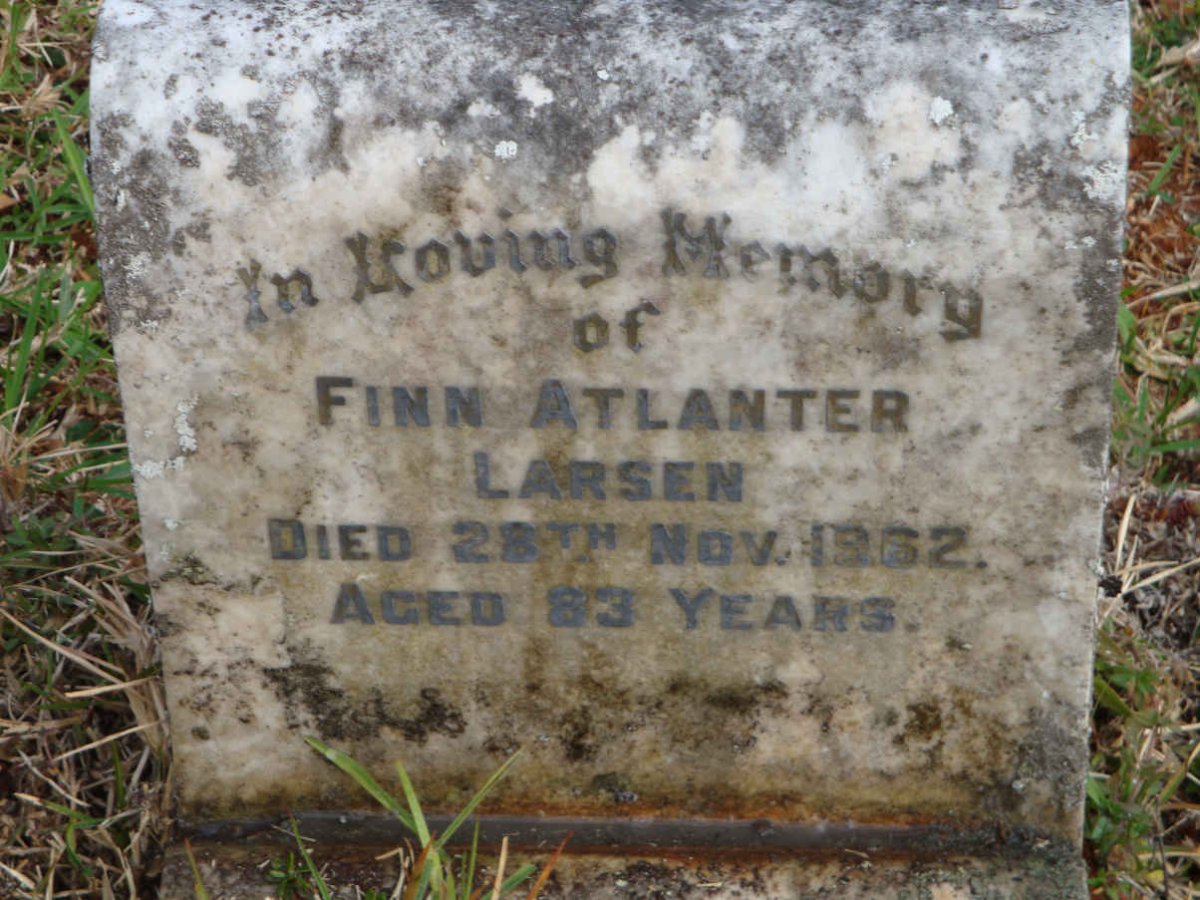 In Loving Memory
of
FINN ATLANTER
LARSEN
DIED 28TH NOV. 1962.
AGED 83 YEARS.